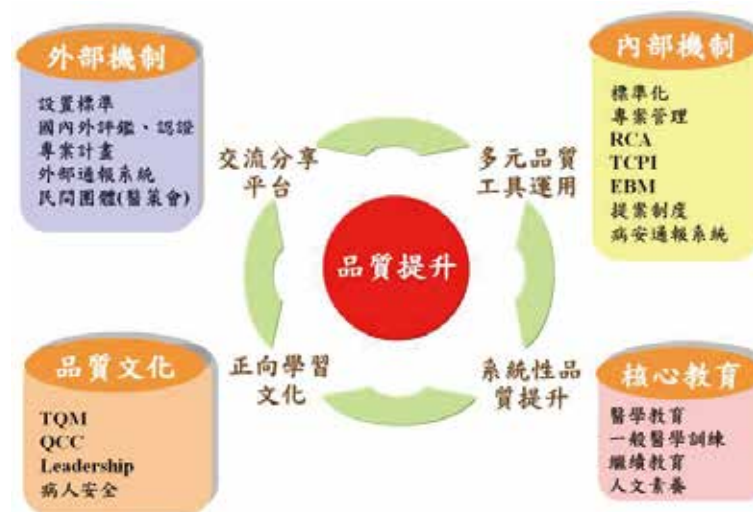 外部機制
設置標準
國內外評鑑、認證
專案計畫
外部通報系統
民間團體(醫策會)
內部機制
標準化
專案管理
RCA
TCPI
EBM
提案制度
病安通報系統
交流分享
平台
多元品質
工具運用
品質提升
正向學習
文化
系統性品
質提升
品質文化
TQM
QCC
Leadership
病人安全
核心教育
醫學教育
一般醫學訓練
繼續教育
人文素養